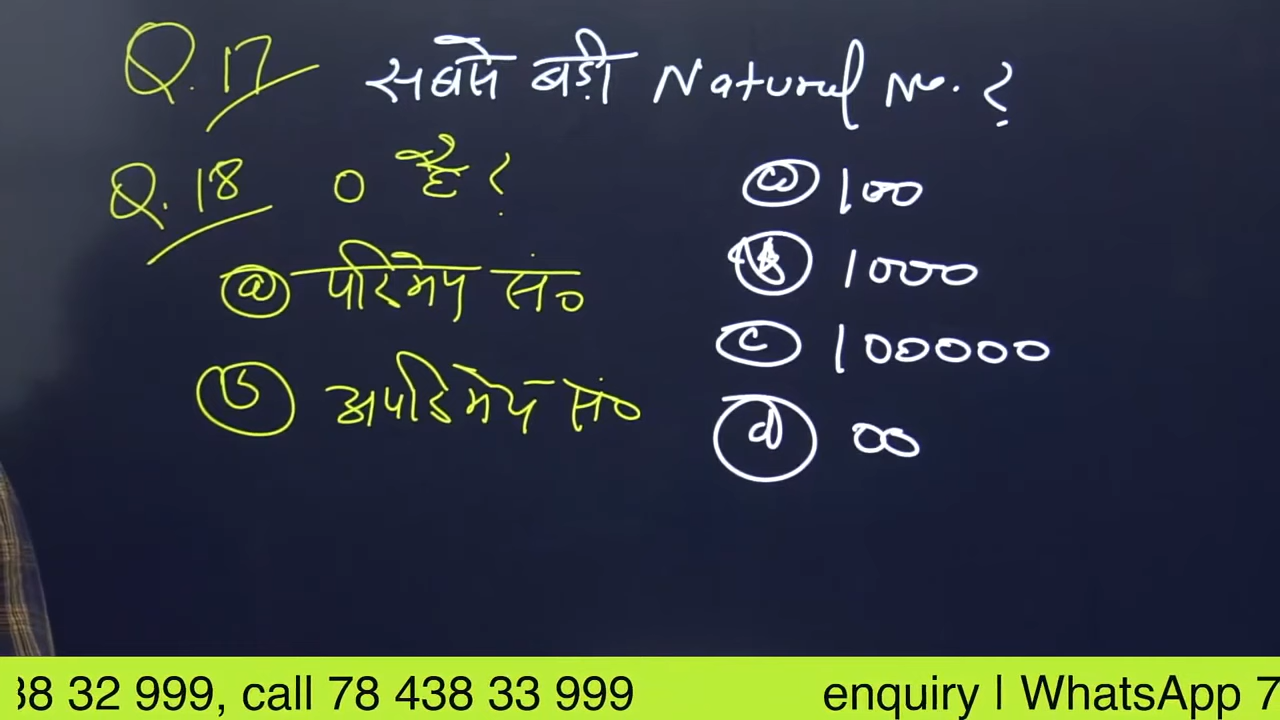 Q.17 सबसे बड़ी Natural No. ?
Q.18 0 है ?
(a) परिमेय सं०
(b) अपरिमेय सं०
(a) 100
(b) 1000
(c) 100000
(d) ∞
38 32 999, call 78 438 33 999 enquiry | WhatsApp 7